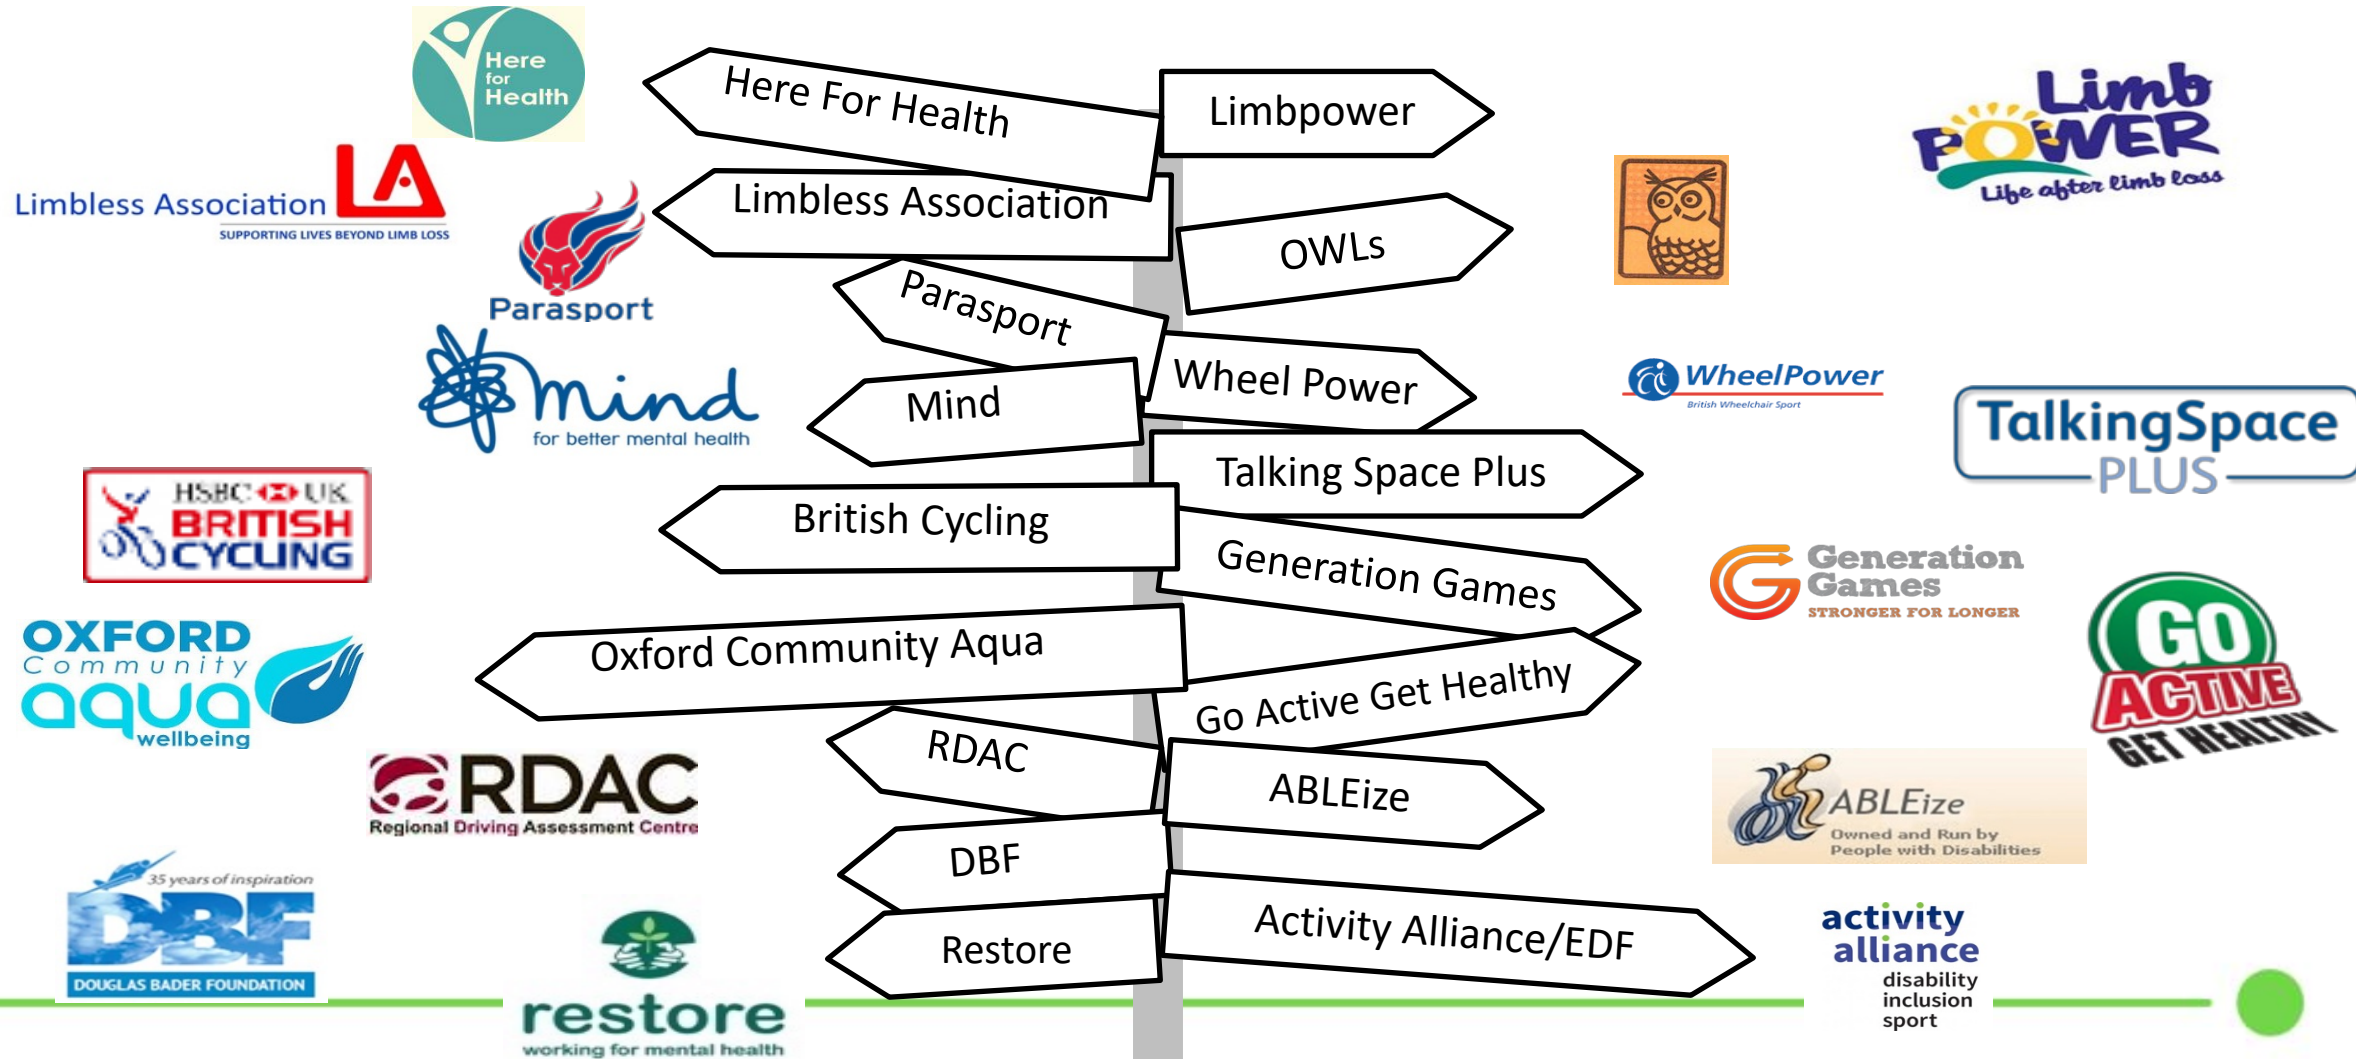 Here
for
Health
Limbless Association
LA
SUPPORTING LIVES BEYOND LIMB LOSS
Parasport
mind
for better mental health
HSBC UK
BRITISH
CYCLING
OXFORD
Community
aqua
wellbeing
RDAC
Regional Driving Assessment Centre
35 years of inspiration
DBF
DOUGLAS BADER FOUNDATION
restore
working for mental health
Here For Health
Limbless Association
Parasport
Mind
British Cycling
Oxford Community Aqua
RDAC
DBF
Restore
Limbpower
OWLs
Wheel Power
Talking Space Plus
Generation Games
Go Active Get Healthy
ABLEize
Activity Alliance/EDF
Limb
POWER
Life after limb loss
WheelPower
British Wheelchair Sport
TalkingSpace
PLUS
Generation
Games
STRONGER FOR LONGER
GO
ACTIVE
GET HEALTHY
ABLEize
Owned and Run by
People with Disabilities
activity
alliance
disability
inclusion
sport